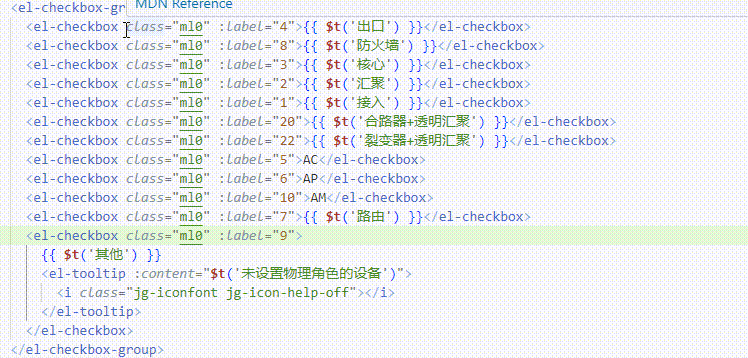 MDN Reference
<el-checkbox-gr
<el-checkbox class="ml0" :label="4">{{ $t('出口') }}</el-checkbox>
<el-checkbox class="ml0" :label="8">{{ $t('防火墙') }}</el-checkbox>
<el-checkbox class="ml0" :label="3">{{ $t('核心') }}</el-checkbox>
<el-checkbox class="ml0" :label="2">{{ $t('汇聚') }}</el-checkbox>
<el-checkbox class="ml0" :label="1">{{ $t('接入') }}</el-checkbox>
<el-checkbox class="ml0" :label="20">{{ $t('合路器+透明汇聚') }}</el-checkbox>
<el-checkbox class="ml0" :label="22">{{ $t('裂变器+透明汇聚') }}</el-checkbox>
<el-checkbox class="ml0" :label="5">AC</el-checkbox>
<el-checkbox class="ml0" :label="6">AP</el-checkbox>
<el-checkbox class="ml0" :label="10">AM</el-checkbox>
<el-checkbox class="ml0" :label="7">{{ $t('路由') }}</el-checkbox>
<el-checkbox class="ml0" :label="9">
{{ $t('其他') }}
<el-tooltip :content="$t('未设置物理角色的设备')">
<i class="jg-iconfont jg-icon-help-off"></i>
</el-tooltip>
</el-checkbox>
</el-checkbox-group>